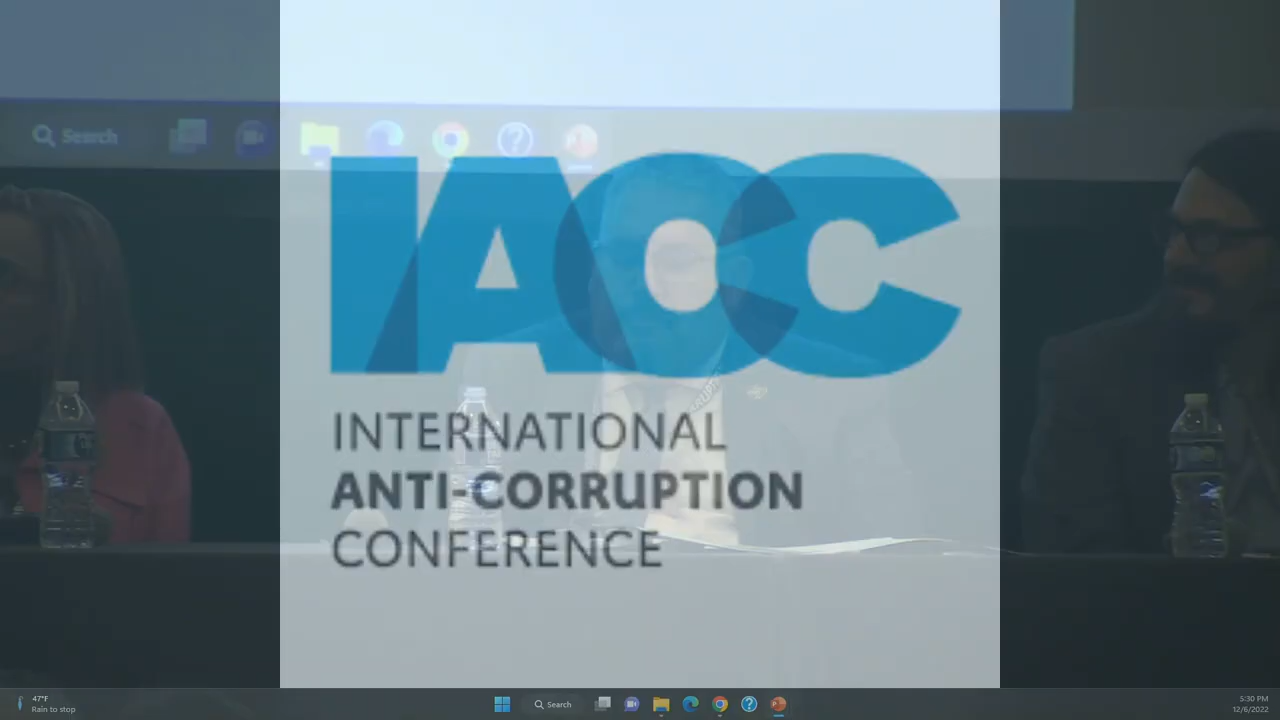 Search
IACC
INTERNATIONAL
ANTI-CORRUPTION
CONFERENCE
47°F
Rain to stop
Search
5:30 PM
12/6/2022